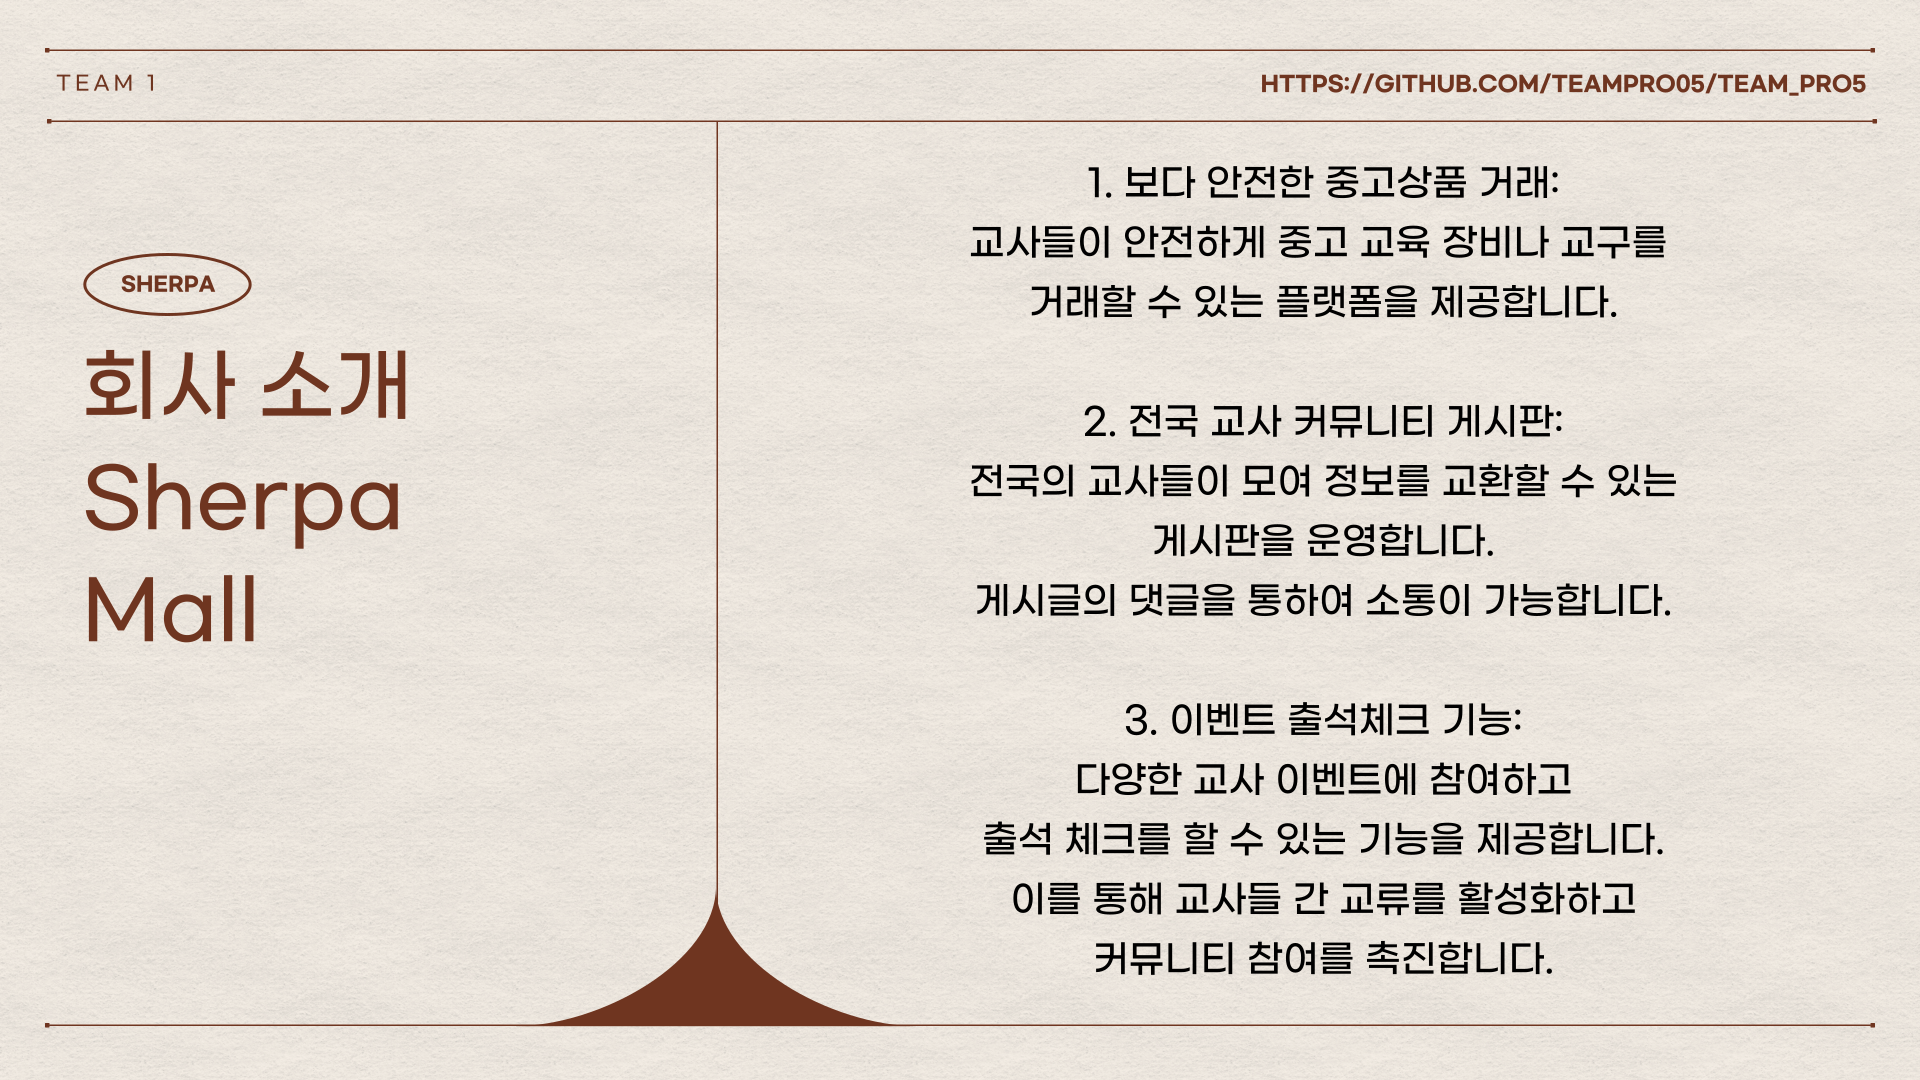 TEAM 1
HTTPS://GITHUB.COM/TEAMPRO05/TEAM_PRO5
SHERPA
회사 소개
Sherpa
Mall
1. 보다 안전한 중고상품 거래:
교사들이 안전하게 중고 교육 장비나 교구를
거래할 수 있는 플랫폼을 제공합니다.
2. 전국 교사 커뮤니티 게시판:
전국의 교사들이 모여 정보를 교환할 수 있는
게시판을 운영합니다.
게시글의 댓글을 통하여 소통이 가능합니다.
3. 이벤트 출석체크 기능:
다양한 교사 이벤트에 참여하고
출석 체크를 할 수 있는 기능을 제공합니다.
이를 통해 교사들 간 교류를 활성화하고
커뮤니티 참여를 촉진합니다.